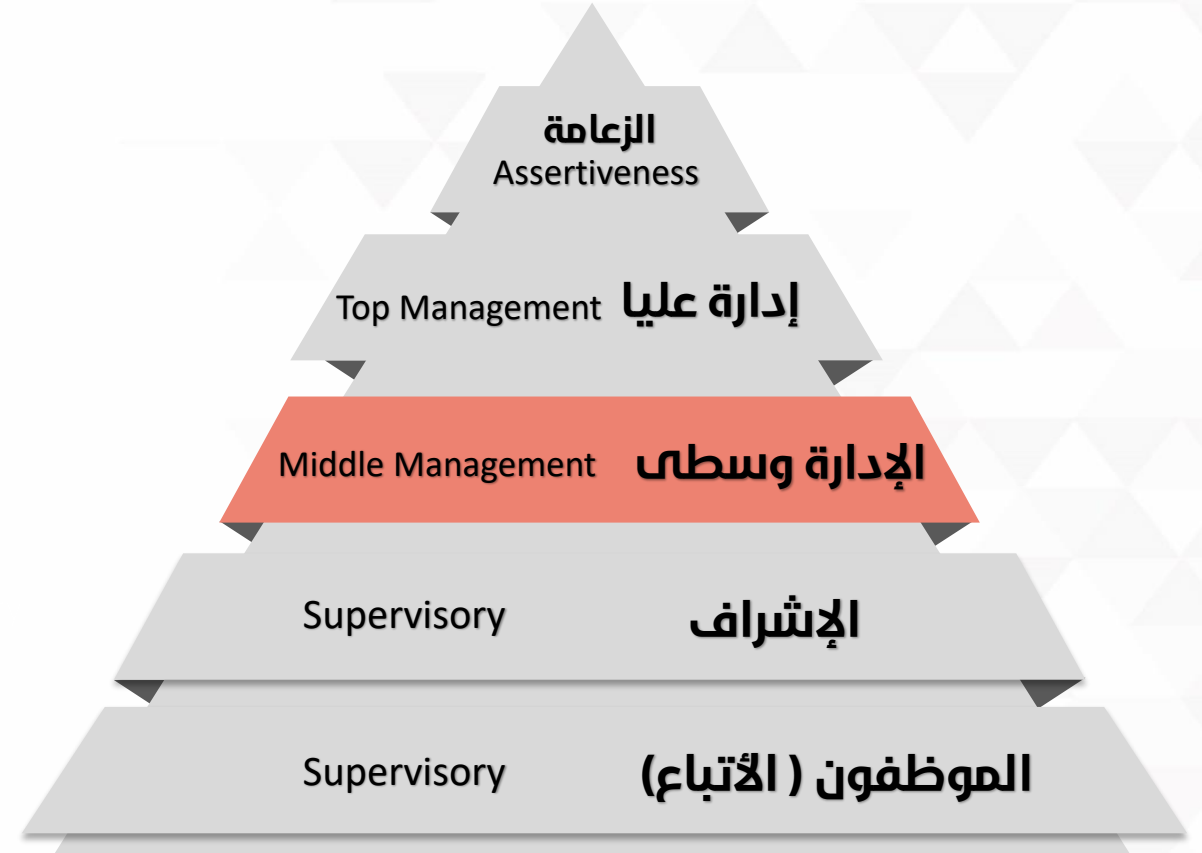 الزعامة
Assertiveness
Top Management إدارة عليا
Middle Management الإدارة وسطى
Supervisory الإشراف
Supervisory الموظفون ( الأتباع)